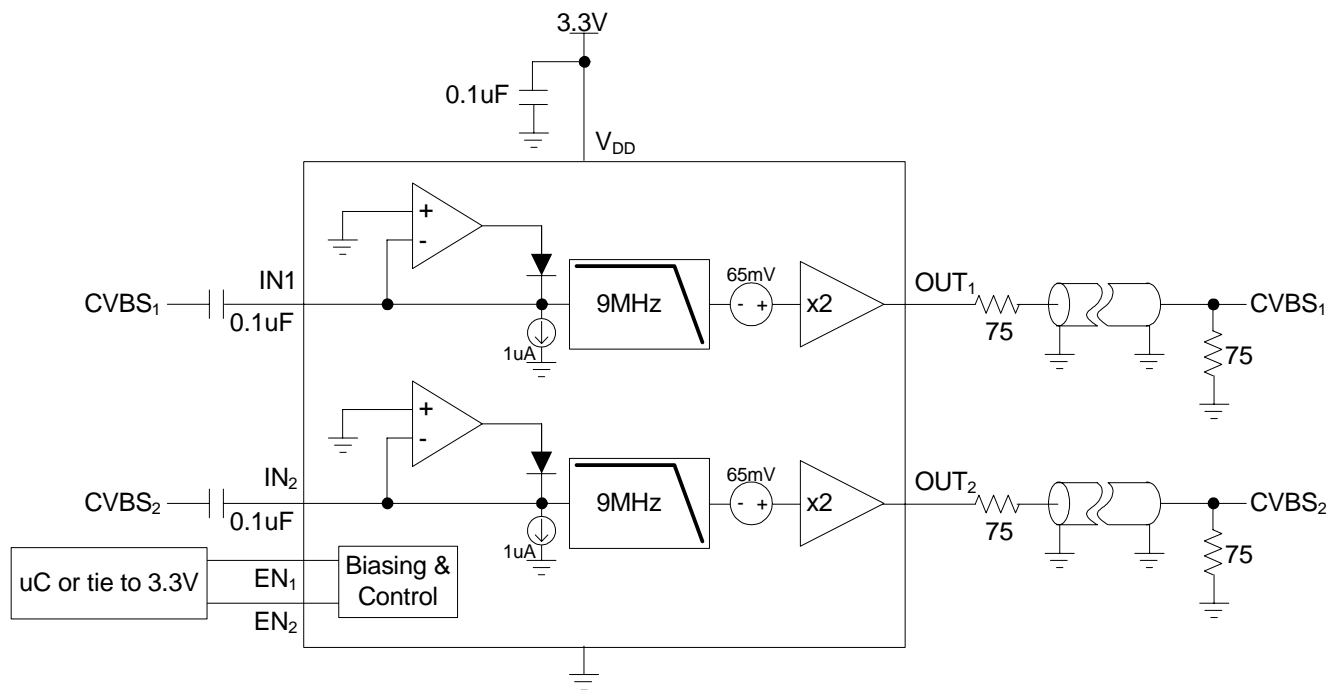 3.3V
0.1uF
VDD
+
-
IN1
CVBS1
0.1uF
1uA
9MHz
65mV
- +
x2
OUT1
75
CVBS1
75
+
-
IN2
CVBS2
0.1uF
1uA
9MHz
65mV
- +
x2
OUT2
75
CVBS2
75
uC or tie to 3.3V
EN1
EN2
Biasing &
Control